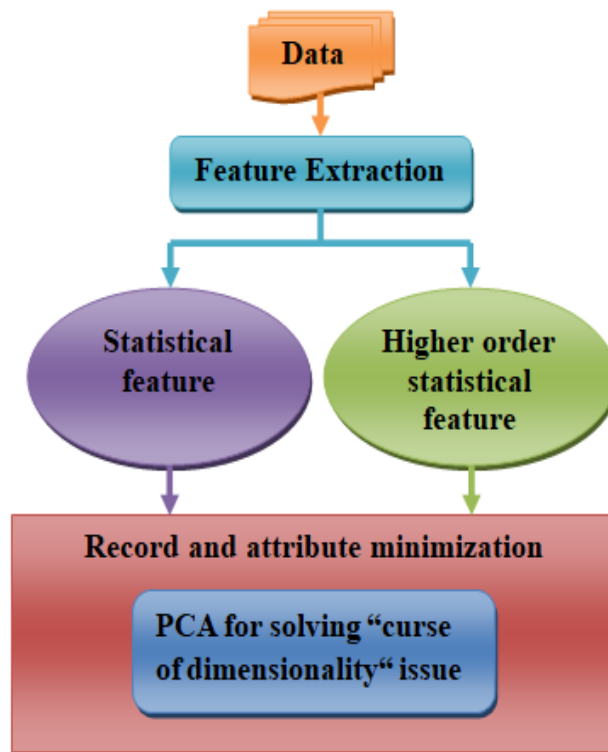 Data
Feature Extraction
Statistical
feature
Higher order
statistical
feature
Record and attribute minimization
PCA for solving “curse
of dimensionality“ issue